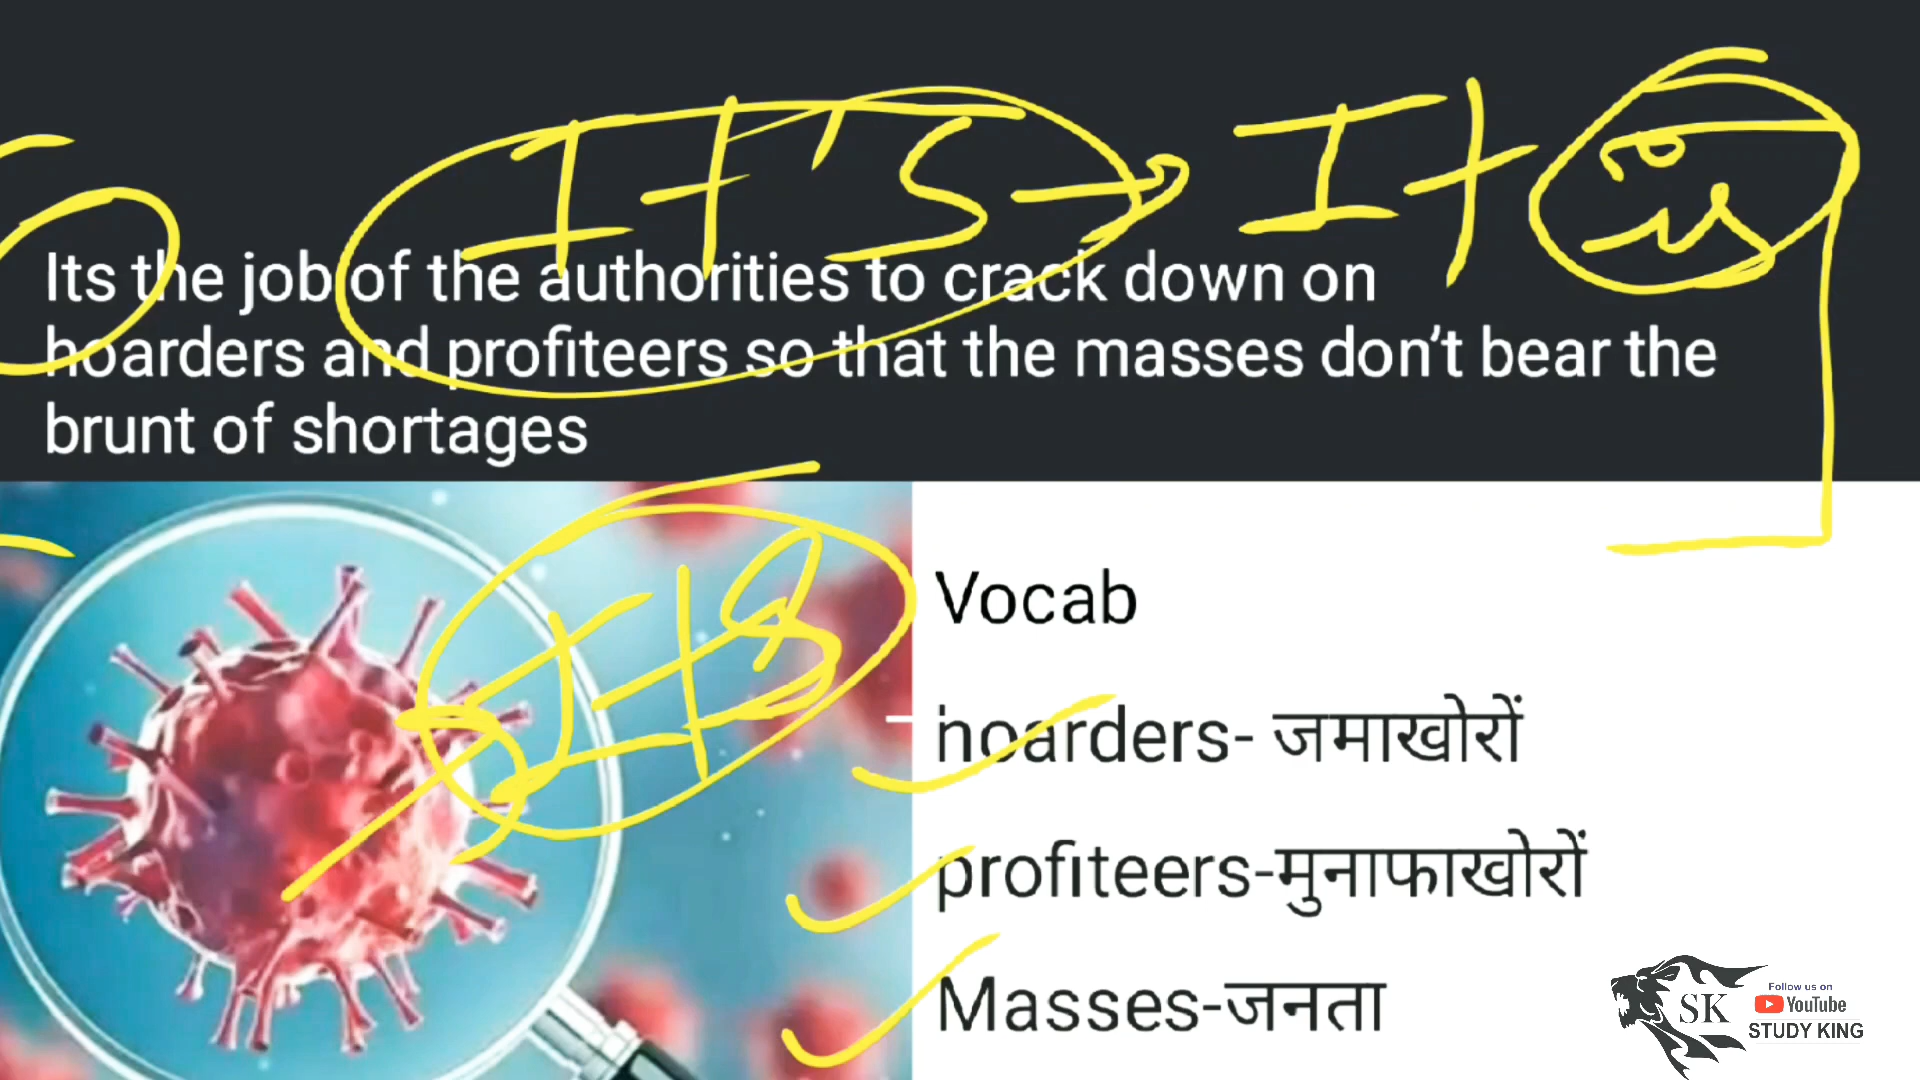 IT'S → IT is
Its the job of the authorities to crack down on
hoarders and profiteers so that the masses don't bear the
brunt of shortages
ITS
Vocab
hoarders- जमाखोरों
profiteers-मुनाफाखोरों
Masses-जनता
SK
Follow us on
YouTube
STUDY KING